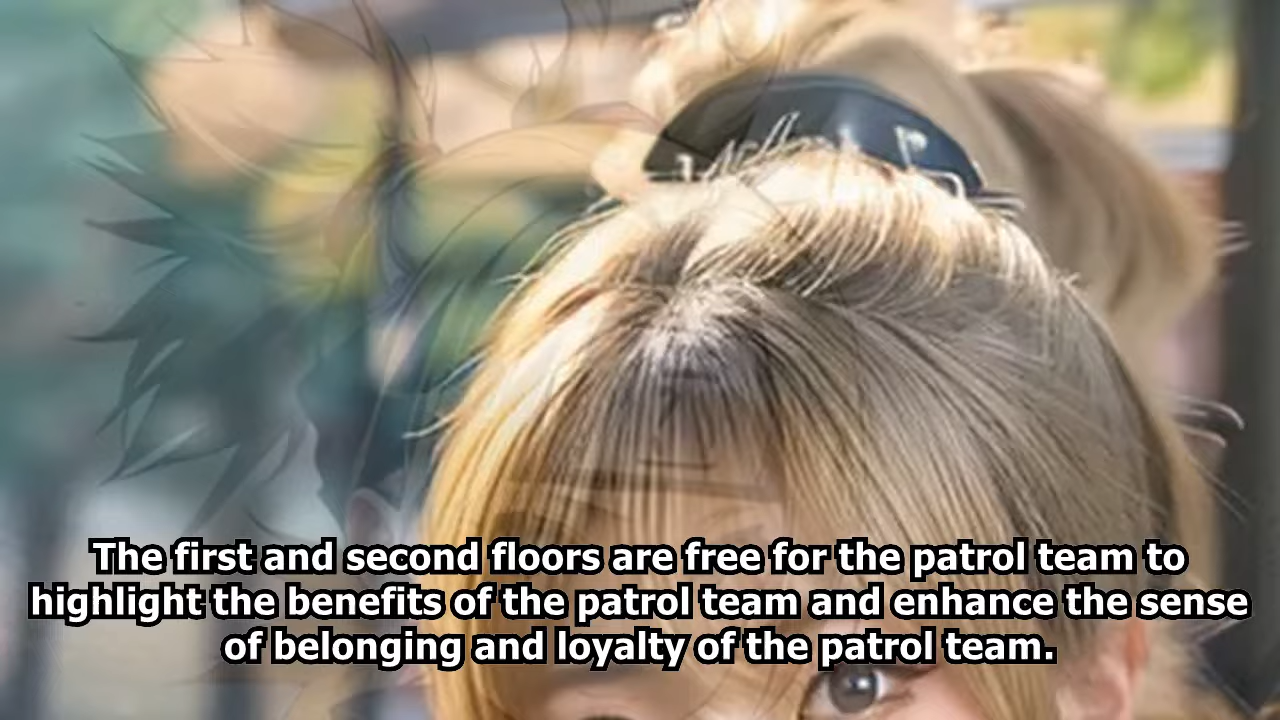 The first and second floors are free for the patrol team to
highlight the benefits of the patrol team and enhance the sense
of belonging and loyalty of the patrol team.